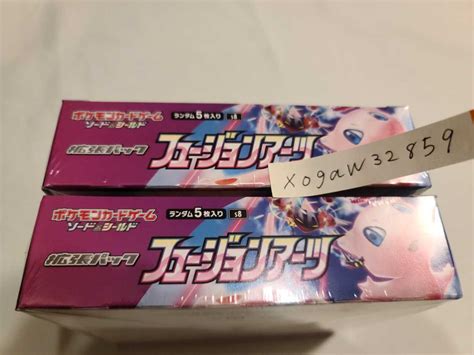 ポケモンカードゲーム
ソード&シールド
ランダム5枚入り s8
拡張パック
フュージョンアーツ
xogaw32859
ポケモンカードゲーム
ソード&シールド
ランダム5枚入り s8
拡張パック
フュージョンアーツ